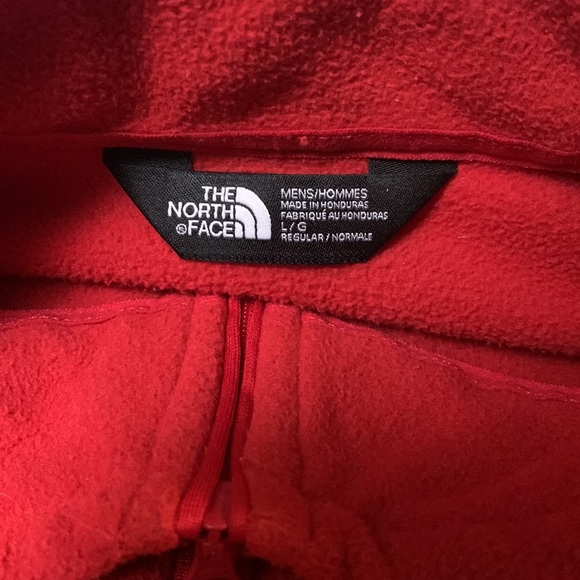 THE
NORTH
FACE
MENS/HOMMES
MADE IN HONDURAS
FABRIQUÉ AU HONDURAS
L/G
REGULAR/NORMALE